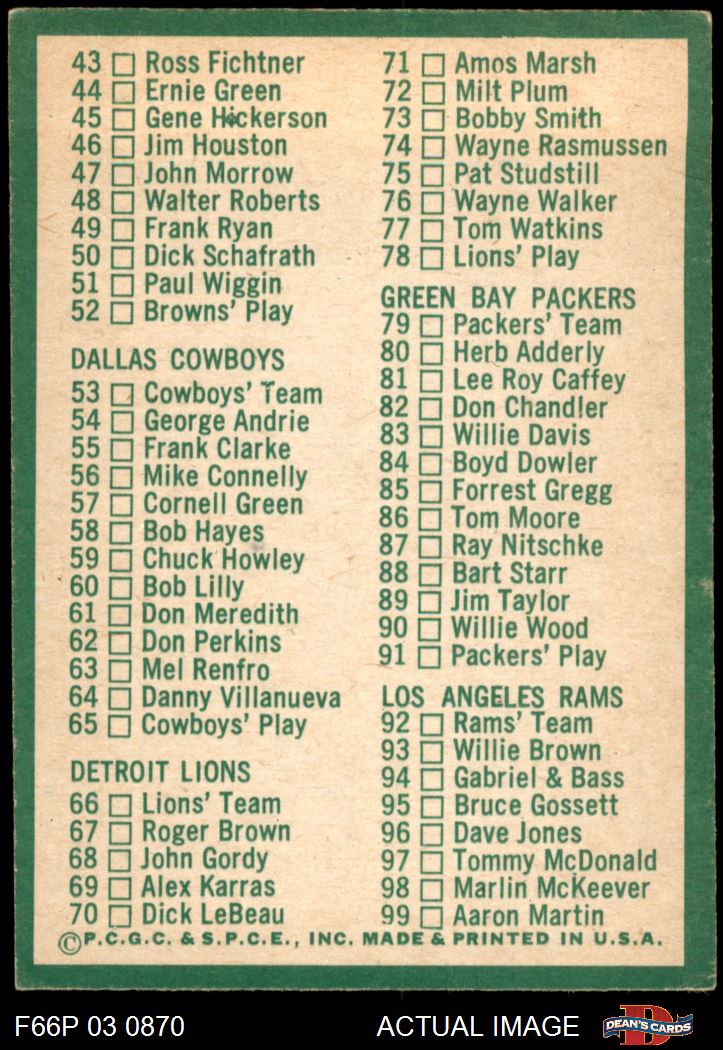 43 Ross Fichtner
44 Ernie Green
45 Gene Hickerson
46 Jim Houston
47 John Morrow
48 Walter Roberts
49 Frank Ryan
50 Dick Schafrath
51 Paul Wiggin
52 Browns' Play
DALLAS COWBOYS
53 Cowboys' Team
54 George Andrie
55 Frank Clarke
56 Mike Connelly
57 Cornell Green
58 Bob Hayes
59 Chuck Howley
60 Bob Lilly
61 Don Meredith
62 Don Perkins
63 Mel Renfro
64 Danny Villanueva
65 Cowboys' Play
DETROIT LIONS
66 Lions' Team
67 Roger Brown
68 John Gordy
69 Alex Karras
70 Dick LeBeau
71 Amos Marsh
72 Milt Plum
73 Bobby Smith
74 Wayne Rasmussen
75 Pat Studstill
76 Wayne Walker
77 Tom Watkins
78 Lions' Play
GREEN BAY PACKERS
79 Packers' Team
80 Herb Adderly
81 Lee Roy Caffey
82 Don Chandler
83 Willie Davis
84 Boyd Dowler
85 Forrest Gregg
86 Tom Moore
87 Ray Nitschke
88 Bart Starr
89 Jim Taylor
90 Willie Wood
91 Packers' Play
LOS ANGELES RAMS
92 Rams' Team
93 Willie Brown
94 Gabriel & Bass
95 Bruce Gossett
96 Dave Jones
97 Tommy McDonald
98 Marlin McKeever
99 Aaron Martin
©P.C.G.C. & S.P.C.E., INC. MADE & PRINTED IN U.S.A.
F66P 03 0870
ACTUAL IMAGE
D
DEAN'S CARDS